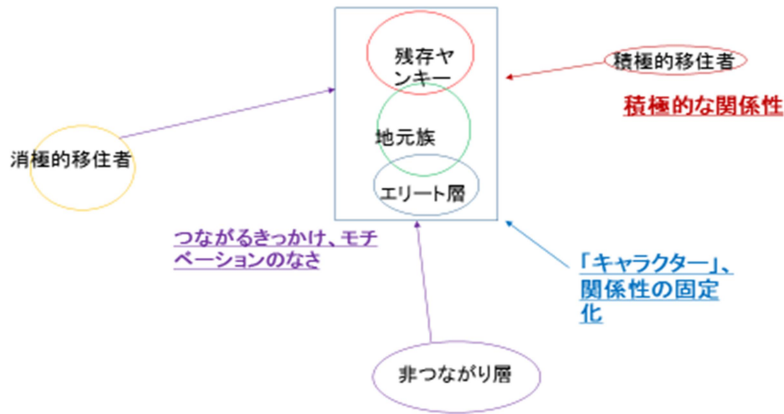 残存ヤ
ンキー
積極的移住者
積極的な関係性
地元族
消極的移住者
エリート層
つながるきっかけ、モチ
ベーションのなさ
「キャラクター」、
関係性の固定
化
非つながり層